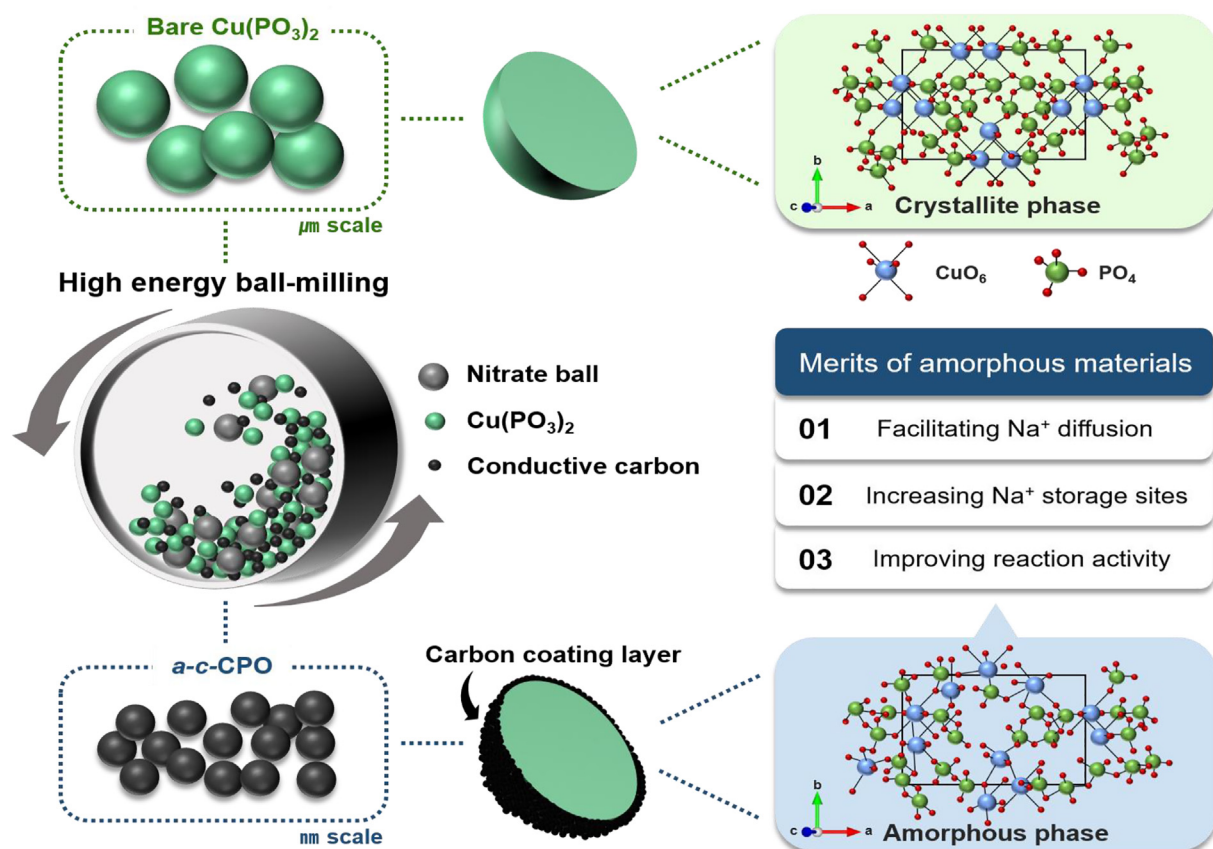 Bare Cu(PO₃)₂
μm scale
b
c
a
Crystallite phase
CuO₆
PO₄
High energy ball-milling
Nitrate ball
Cu(PO₃)₂
Conductive carbon
Merits of amorphous materials
01 Facilitating Na⁺ diffusion
02 Increasing Na⁺ storage sites
03 Improving reaction activity
a-c-CPO
nm scale
Carbon coating layer
b
c
a
Amorphous phase